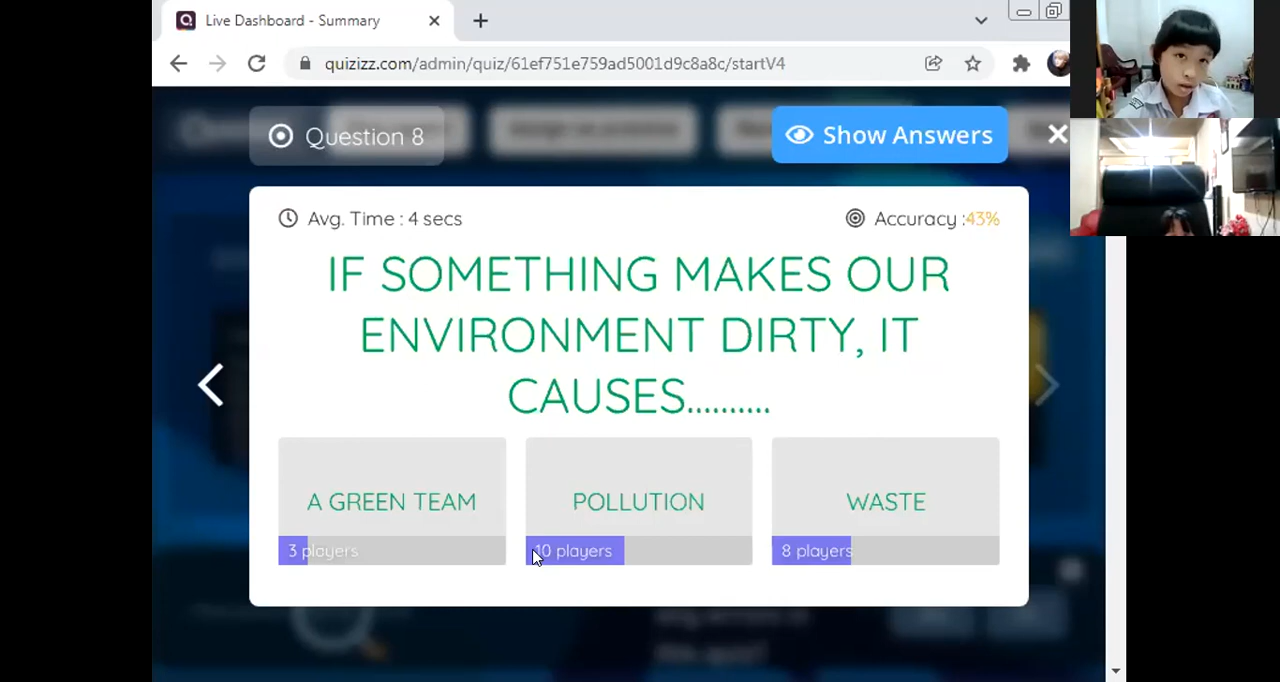 Live Dashboard - Summary
quizizz.com/admin/quiz/61ef751e759ad5001d9c8a8c/startV4
Question 8
Show Answers
Avg. Time : 4 secs
Accuracy :43%
IF SOMETHING MAKES OUR
ENVIRONMENT DIRTY, IT
CAUSES..........
A GREEN TEAM
POLLUTION
WASTE
3 players
10 players
8 players